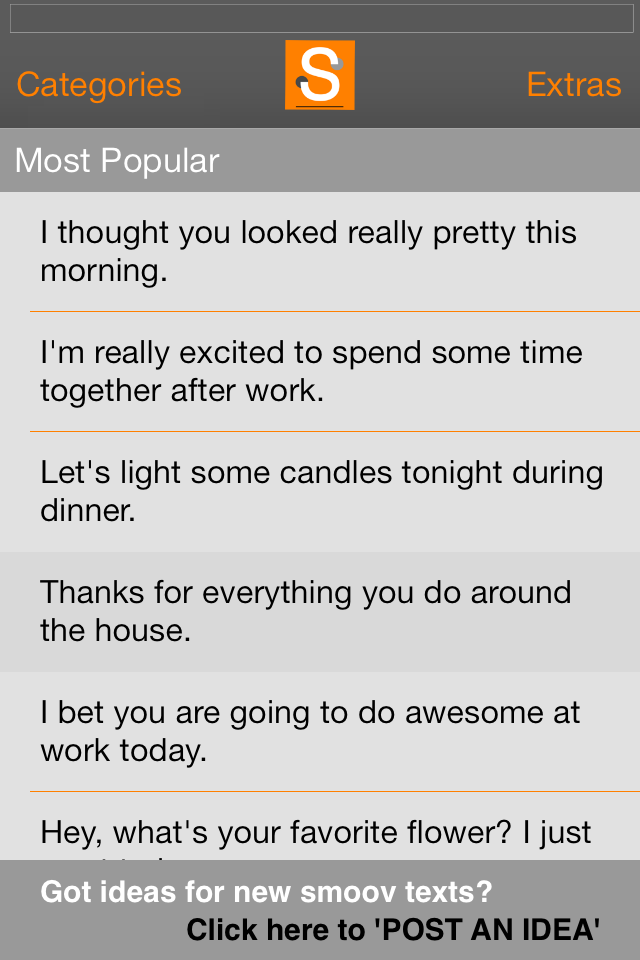 Categories
S
Extras
Most Popular
I thought you looked really pretty this
morning.
I'm really excited to spend some time
together after work.
Let's light some candles tonight during
dinner.
Thanks for everything you do around
the house.
I bet you are going to do awesome at
work today.
Hey, what's your favorite flower? I just
Got ideas for new smoov texts?
Click here to 'POST AN IDEA'